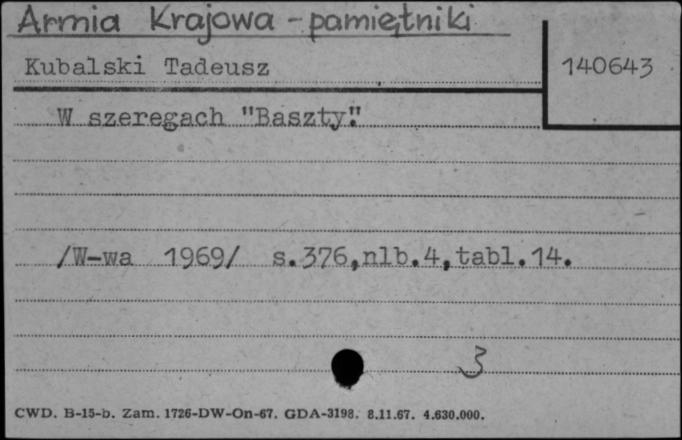 Armia Krajowa - pamiętniki
Kubalski Tadeusz
140643
W szeregach "Baszty".
/W-wa 1969/ s.376,nlb.4,tabl.14.
3
CWD. B-15-b. Zam. 1726-DW-On-67. GDA-3198. 8.11.67. 4.630.000.